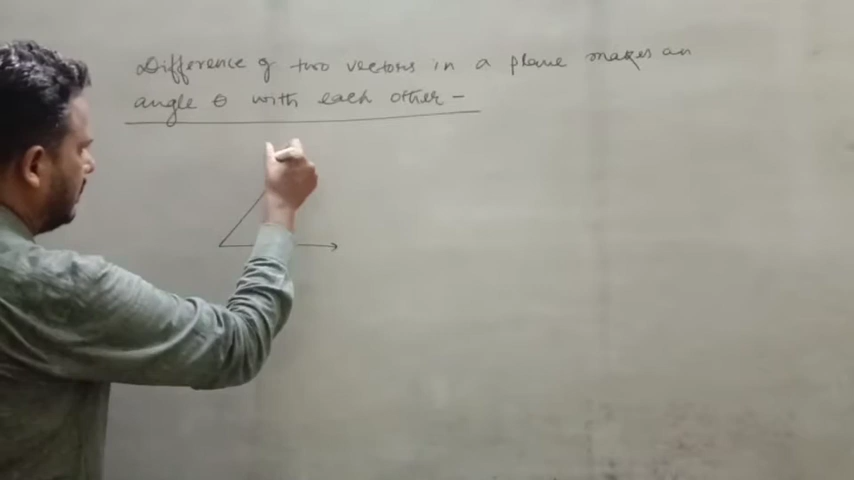 Difference of two vectors in a plane makes an
angle θ with each other -